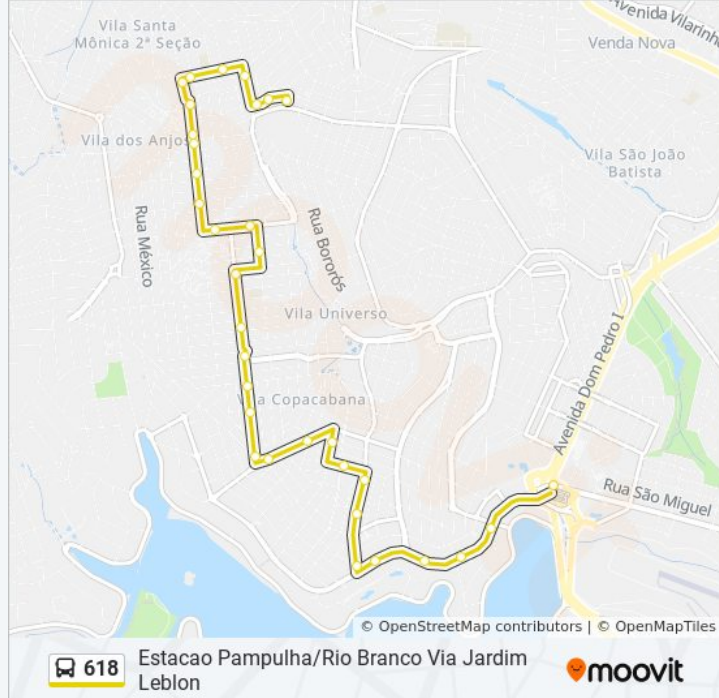 Avenida Vilarinh
Vila Santa
Mônica 2ª Seção
Venda Nova
Vila dos Anjos
Vila São João
Batista
Rua México
Rua Bororós
Vila Universo
Avenida Dom Pedro I
Vila Copacabana
Rua São Miguel
© OpenStreetMap contributors | © OpenMapTiles
618
Estacao Pampulha/Rio Branco Via Jardim
Leblon
moovit